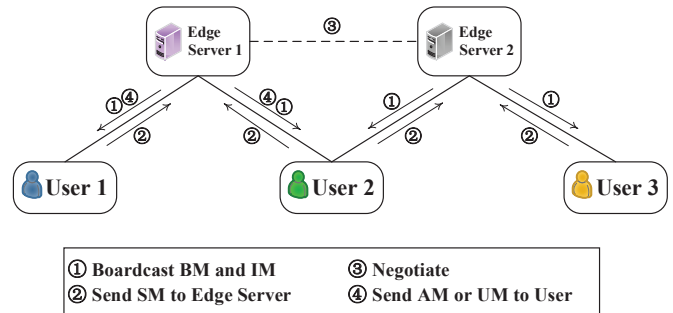 Edge Server 1
③
Edge Server 2
①④
②
④①
②
①
②
①
②
User 1
User 2
User 3
① Boardcast BM and IM
③ Negotiate
② Send SM to Edge Server
④ Send AM or UM to User